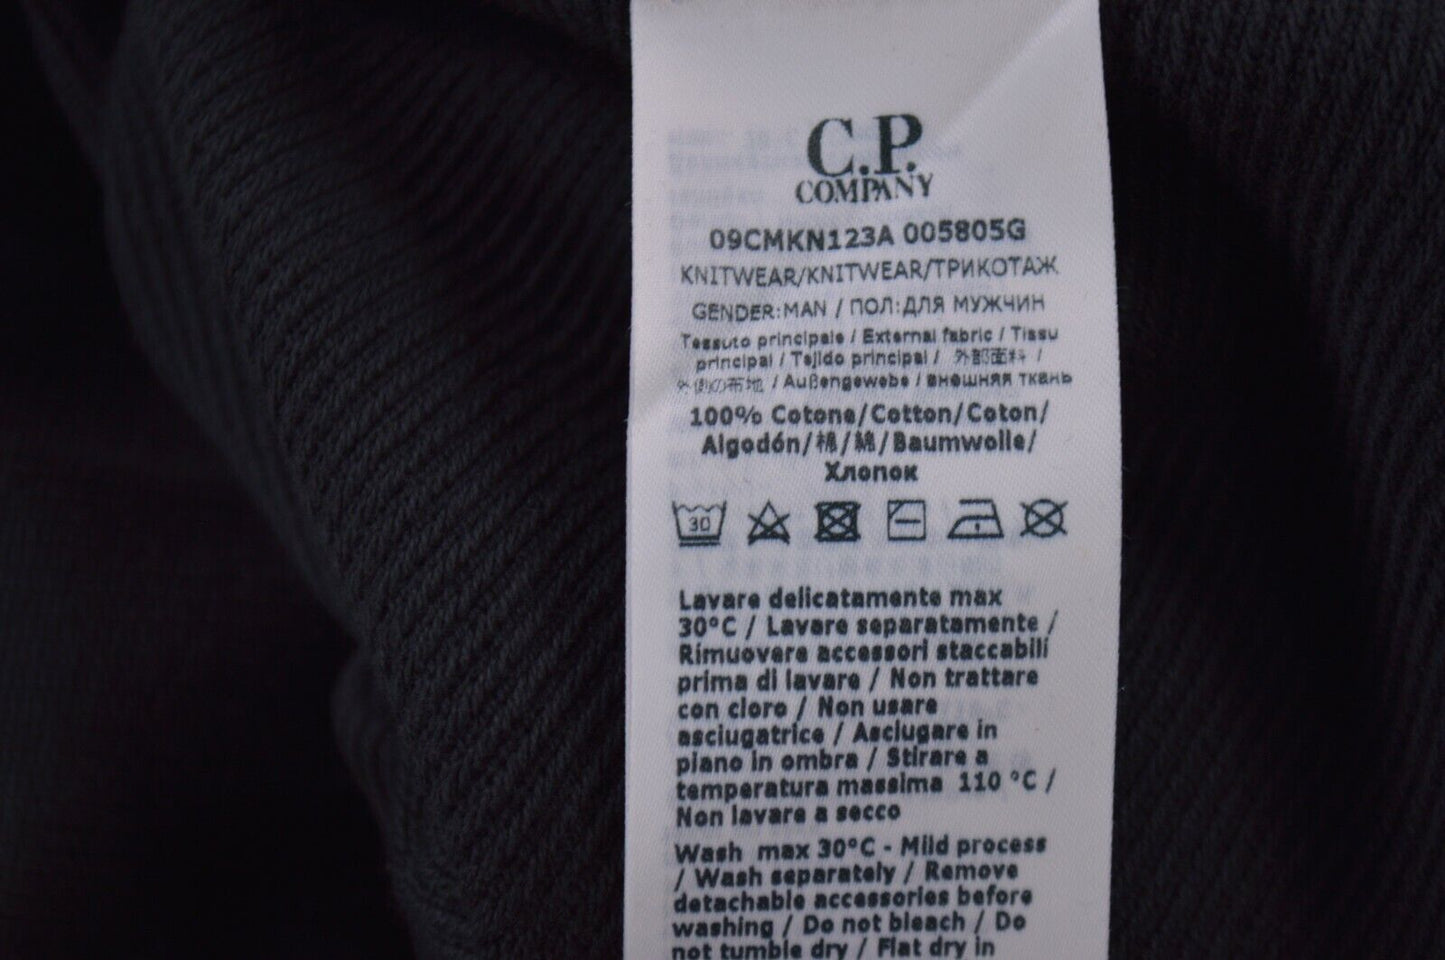 C.P.
COMPANY
09CMKN123A 005805G
KNITWEAR/KNITWEAR/ТРИКОТАЖ
GENDER:MAN / ПОЛ:ДЛЯ МУЖЧИН
Tessuto principale / External fabric / Tissu
principal / Tejido principal / 外部面料 /
外側の布地 / Außengewebe / внешняя ткань
100% Cotone/Cotton/Coton/
Algodón/棉/綿/Baumwolle/
Хлопок
30
Lavare delicatamente max
30°C / Lavare separatamente /
Rimuovere accessori staccabili
prima di lavare / Non trattare
con cloro / Non usare
asciugatrice / Asciugare in
piano in ombra / Stirare a
temperatura massima 110 °C /
Non lavare a secco
Wash max 30°C - Mild process
/ Wash separately / Remove
detachable accessories before
washing / Do not bleach / Do
not tumble dry / Flat dry in